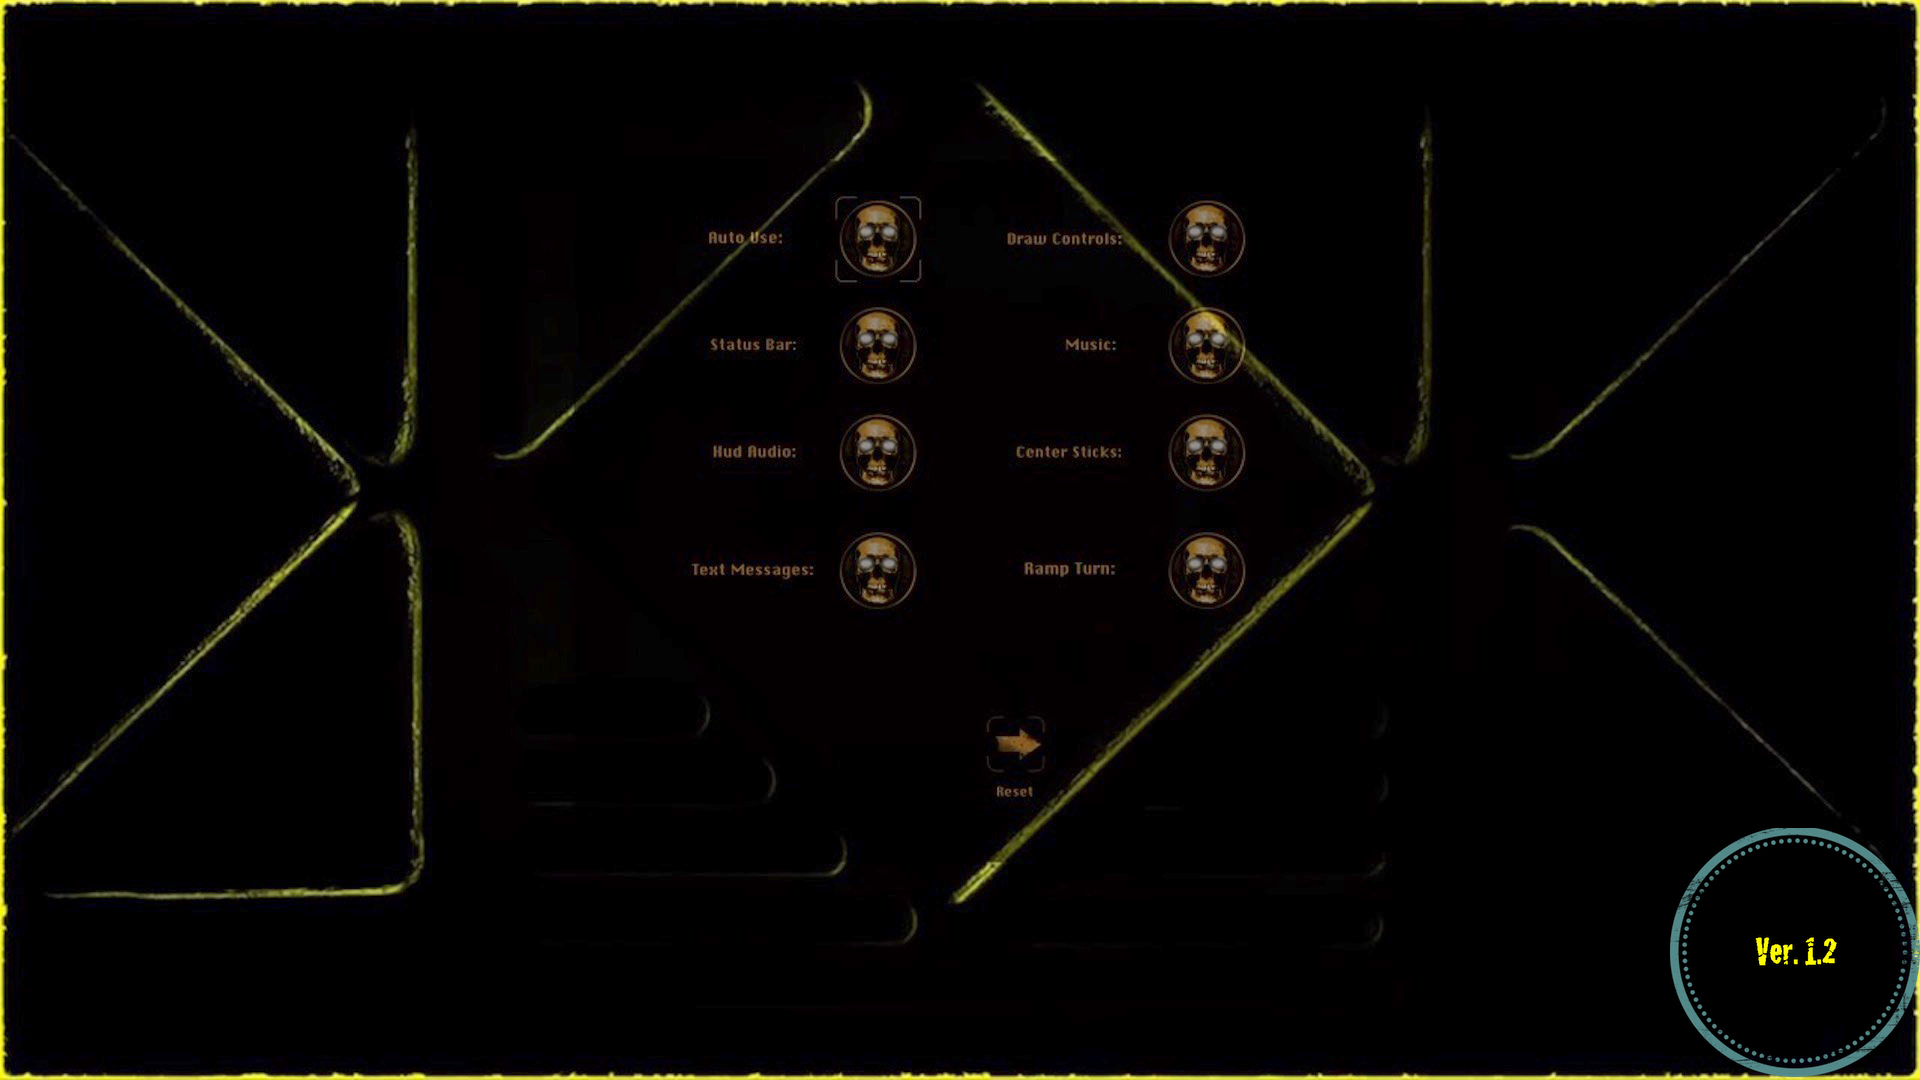 Auto Use:
Draw Controls:
Status Bar:
Music:
Hud Audio:
Center Sticks:
Text Messages:
Ramp Turn:
Reset
Ver. 1.2